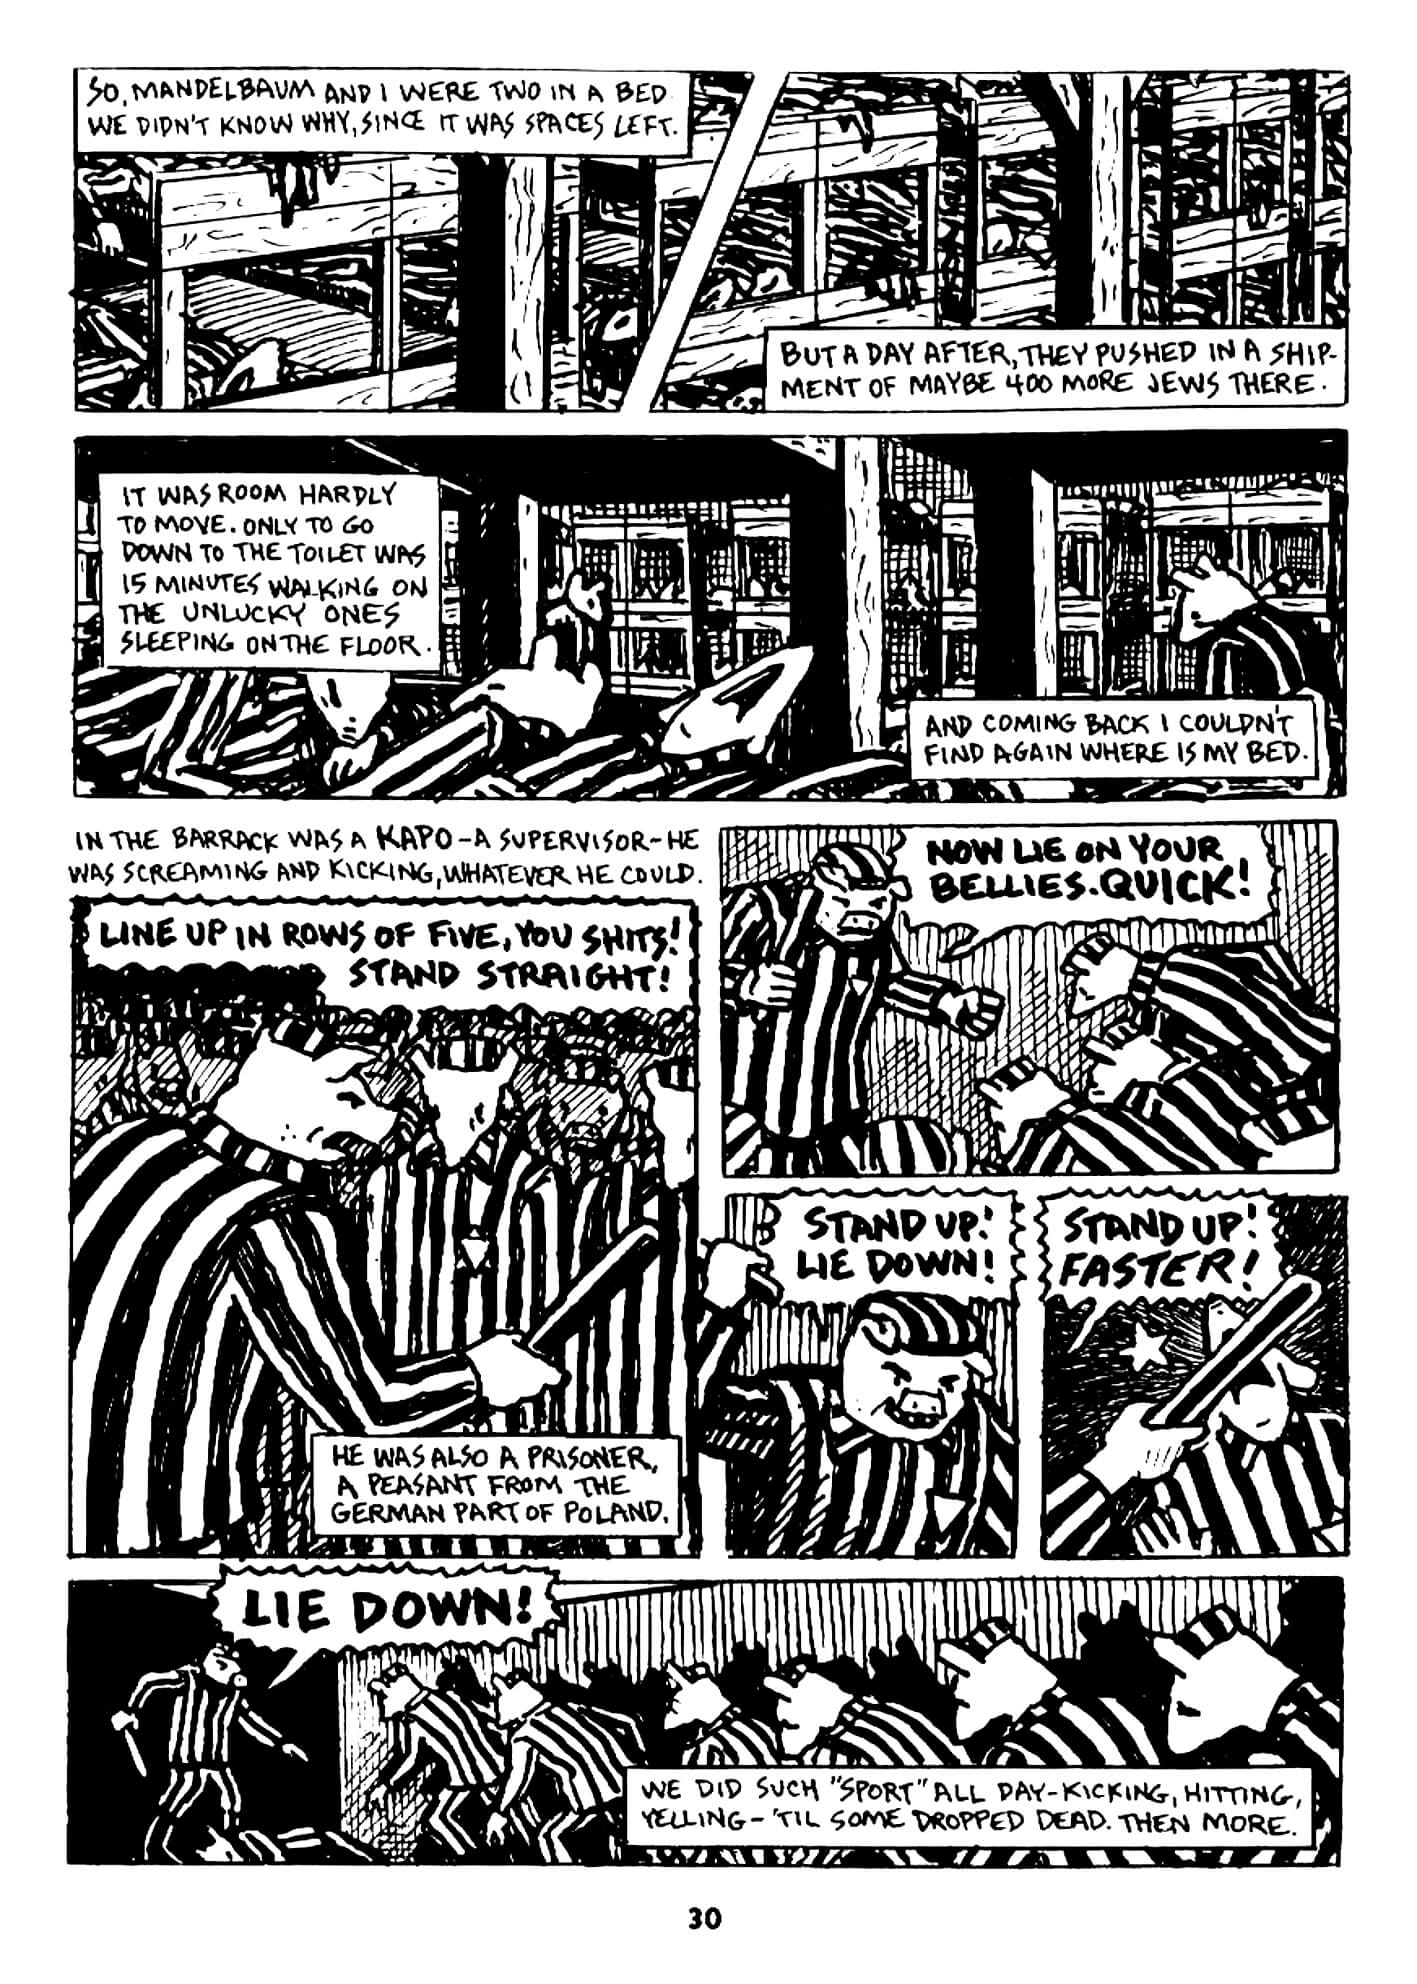 SO, MANDELBAUM AND I WERE TWO IN A BED.
WE DIDN'T KNOW WHY, SINCE IT WAS SPACES LEFT.
BUT A DAY AFTER, THEY PUSHED IN A SHIP-
MENT OF MAYBE 400 MORE JEWS THERE.
IT WAS ROOM HARDLY
TO MOVE. ONLY TO GO
DOWN TO THE TOILET WAS
15 MINUTES WALKING ON
THE UNLUCKY ONES
SLEEPING ON THE FLOOR.
AND COMING BACK I COULDN'T
FIND AGAIN WHERE IS MY BED.
IN THE BARRACK WAS A KAPO-A SUPERVISOR-HE
WAS SCREAMING AND KICKING, WHATEVER HE COULD.
LINE UP IN ROWS OF FIVE, YOU SHITS!
STAND STRAIGHT!
HE WAS ALSO A PRISONER,
A PEASANT FROM THE
GERMAN PART OF POLAND.
NOW LIE ON YOUR
BELLIES. QUICK!
STAND UP!
LIE DOWN!
STAND UP!
FASTER!
LIE DOWN!
WE DID SUCH "SPORT" ALL DAY-KICKING, HITTING,
YELLING-'TIL SOME DROPPED DEAD. THEN MORE.
30